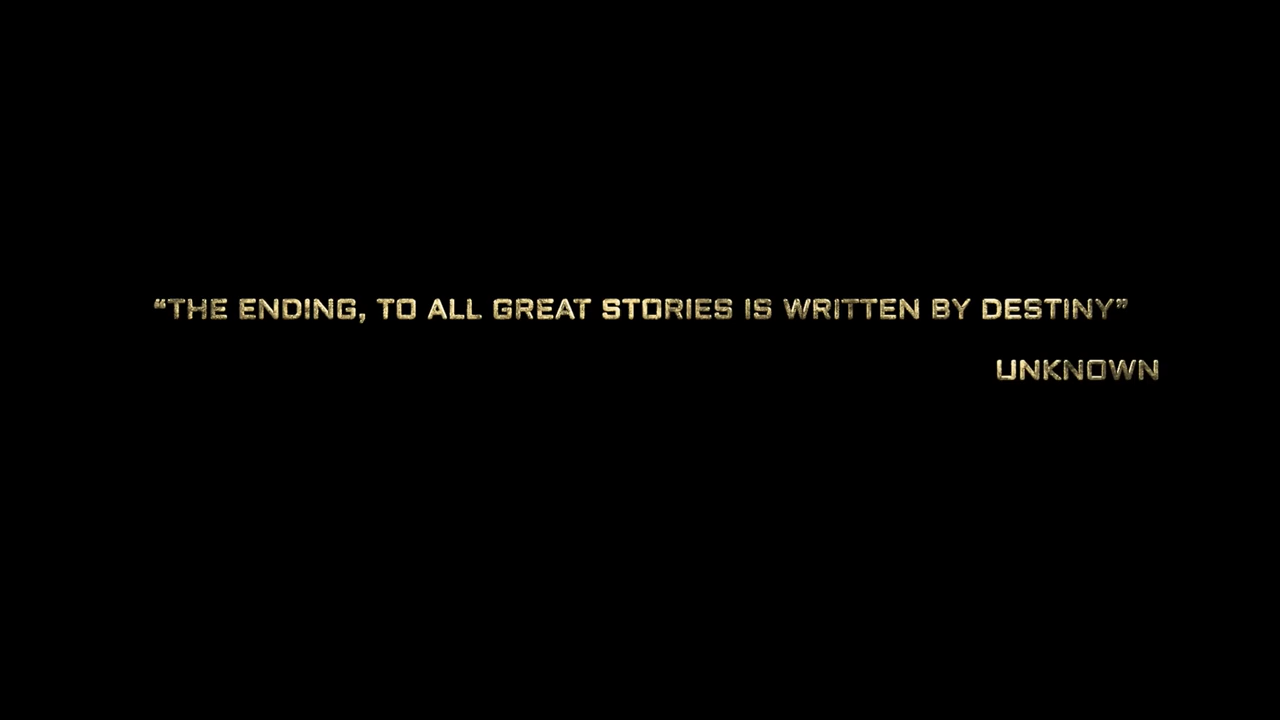 “THE ENDING, TO ALL GREAT STORIES IS WRITTEN BY DESTINY”
UNKNOWN